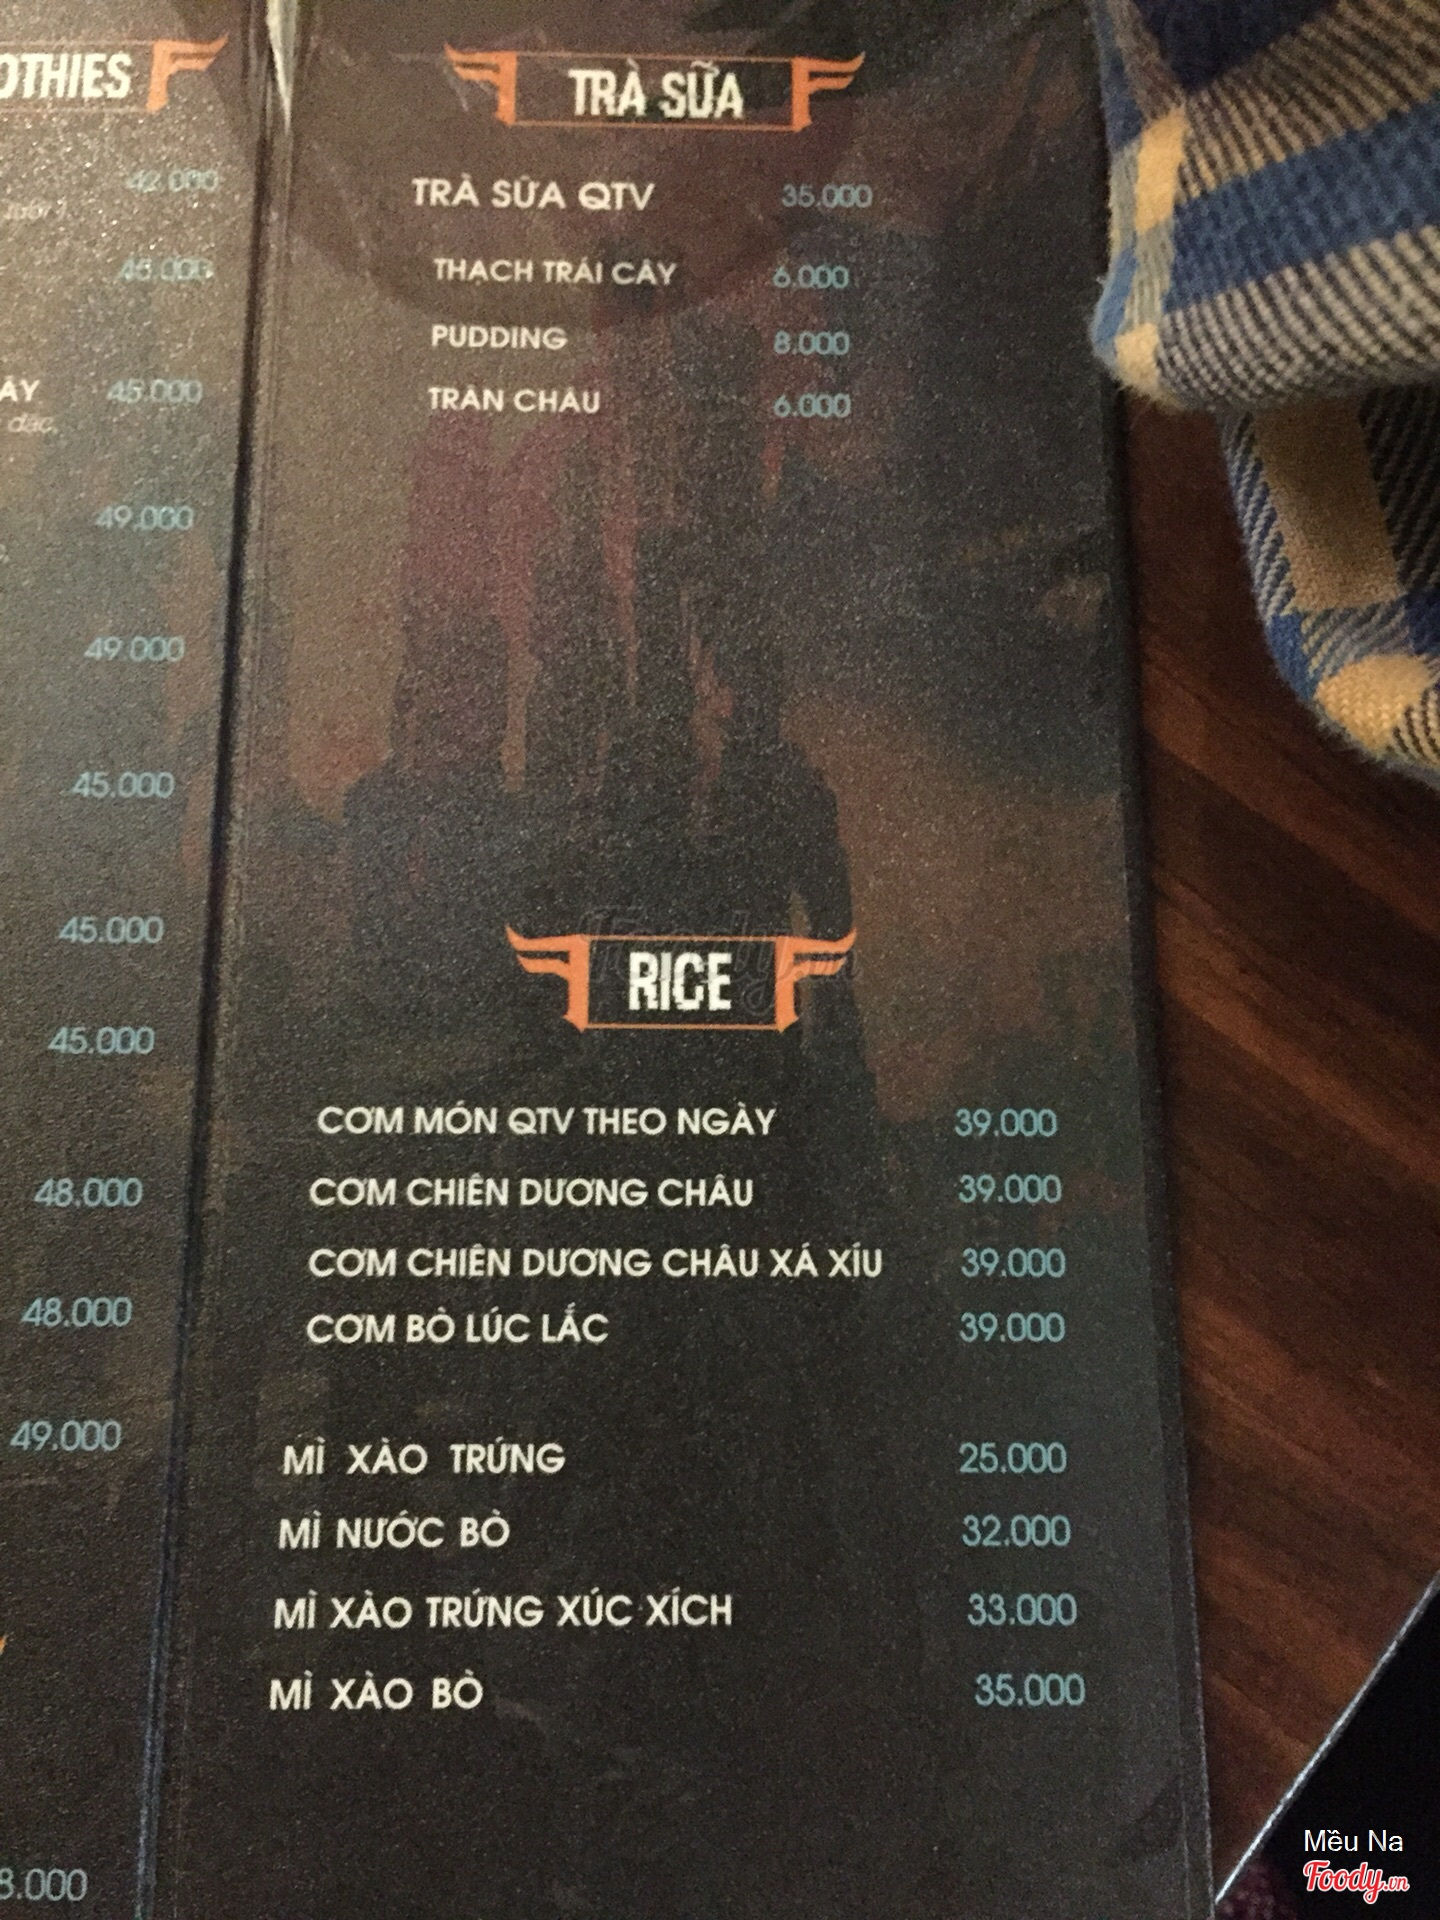 OTHIES
42.000
45.000
ÂY 45.000
đặc,
49.000
49.000
45.000
45.000
45.000
48.000
48.000
49.000
8.000
TRÀ SỮA
TRÀ SỮA QTV 35.000
THẠCH TRÁI CÂY 6.000
PUDDING 8.000
TRÂN CHÂU 6.000
RICE
CƠM MÓN QTV THEO NGÀY 39.000
CƠM CHIÊN DƯƠNG CHÂU 39.000
CƠM CHIÊN DƯƠNG CHÂU XÁ XÍU 39.000
CƠM BÒ LÚC LẮC 39.000
MÌ XÀO TRỨNG 25.000
MÌ NƯỚC BÒ 32.000
MÌ XÀO TRỨNG XÚC XÍCH 33.000
MÌ XÀO BÒ 35.000
Foody.vn
Mều Na
Foody.vn